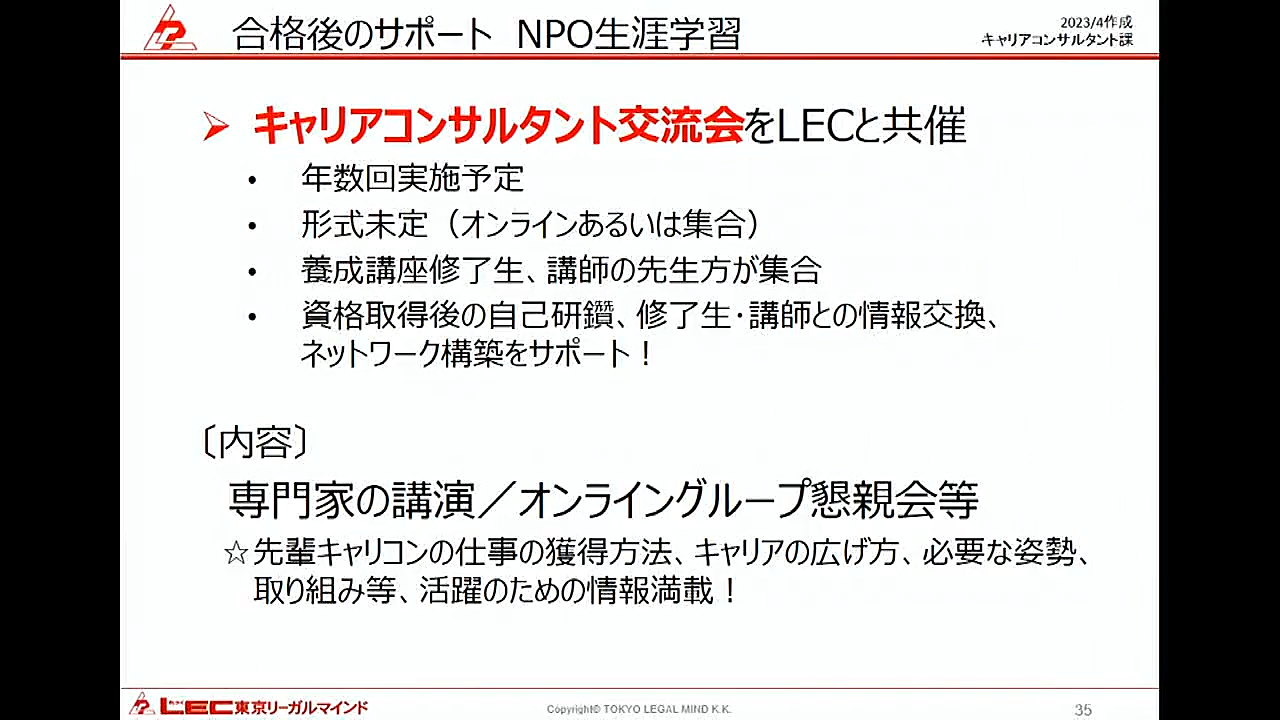 合格後のサポート NPO生涯学習
2023/4作成
キャリアコンサルタント課
➢ キャリアコンサルタント交流会をLECと共催
• 年数回実施予定
• 形式未定（オンラインあるいは集合）
• 養成講座修了生、講師の先生方が集合
• 資格取得後の自己研鑽、修了生・講師との情報交換、
ネットワーク構築をサポート！
〔内容〕
専門家の講演／オンライングループ懇親会等
☆先輩キャリコンの仕事の獲得方法、キャリアの広げ方、必要な姿勢、
取り組み等、活躍のための情報満載！
LEC東京リーガルマインド
Copyright© TOKYO LEGAL MIND K.K.
35